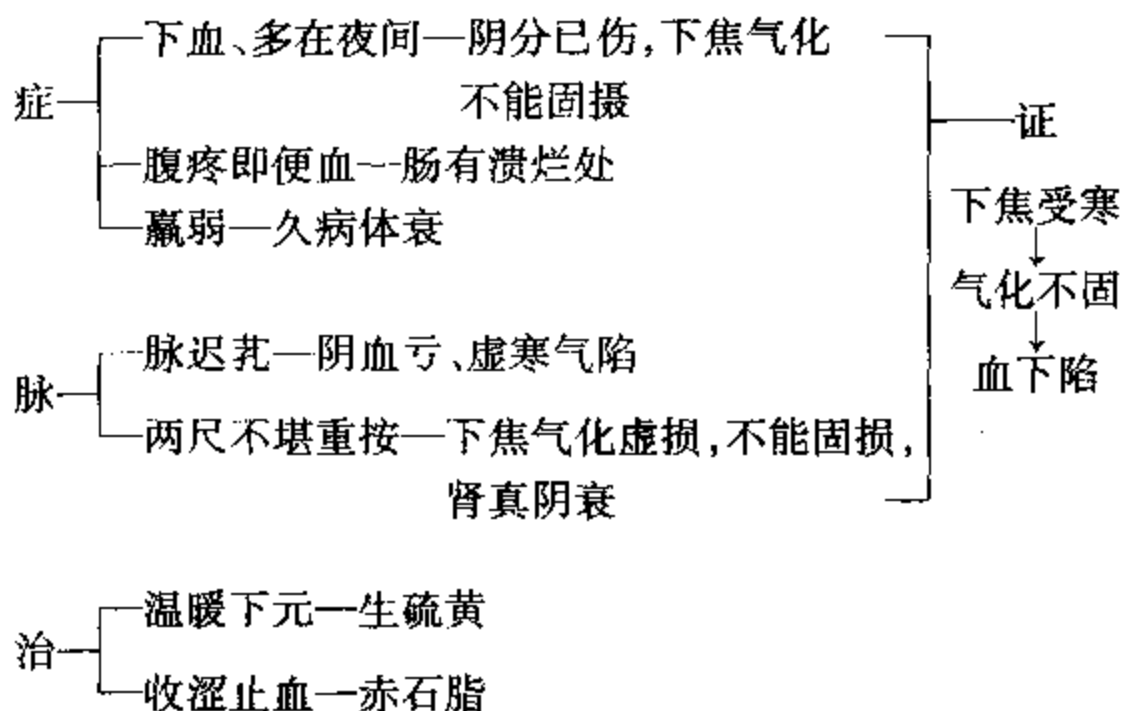 下血、多在夜间—阴分已伤,下焦气化
不能固摄
症
证
腹疼即便血—肠有溃烂处
下焦受寒
羸弱—久病体衰
气化不固
脉迟芤—阴血亏、虚寒气陷
血下陷
脉
两尺不堪重按—下焦气化虚损,不能固损,
肾真阴衰
温暖下元—生硫黄
治
收涩止血—赤石脂